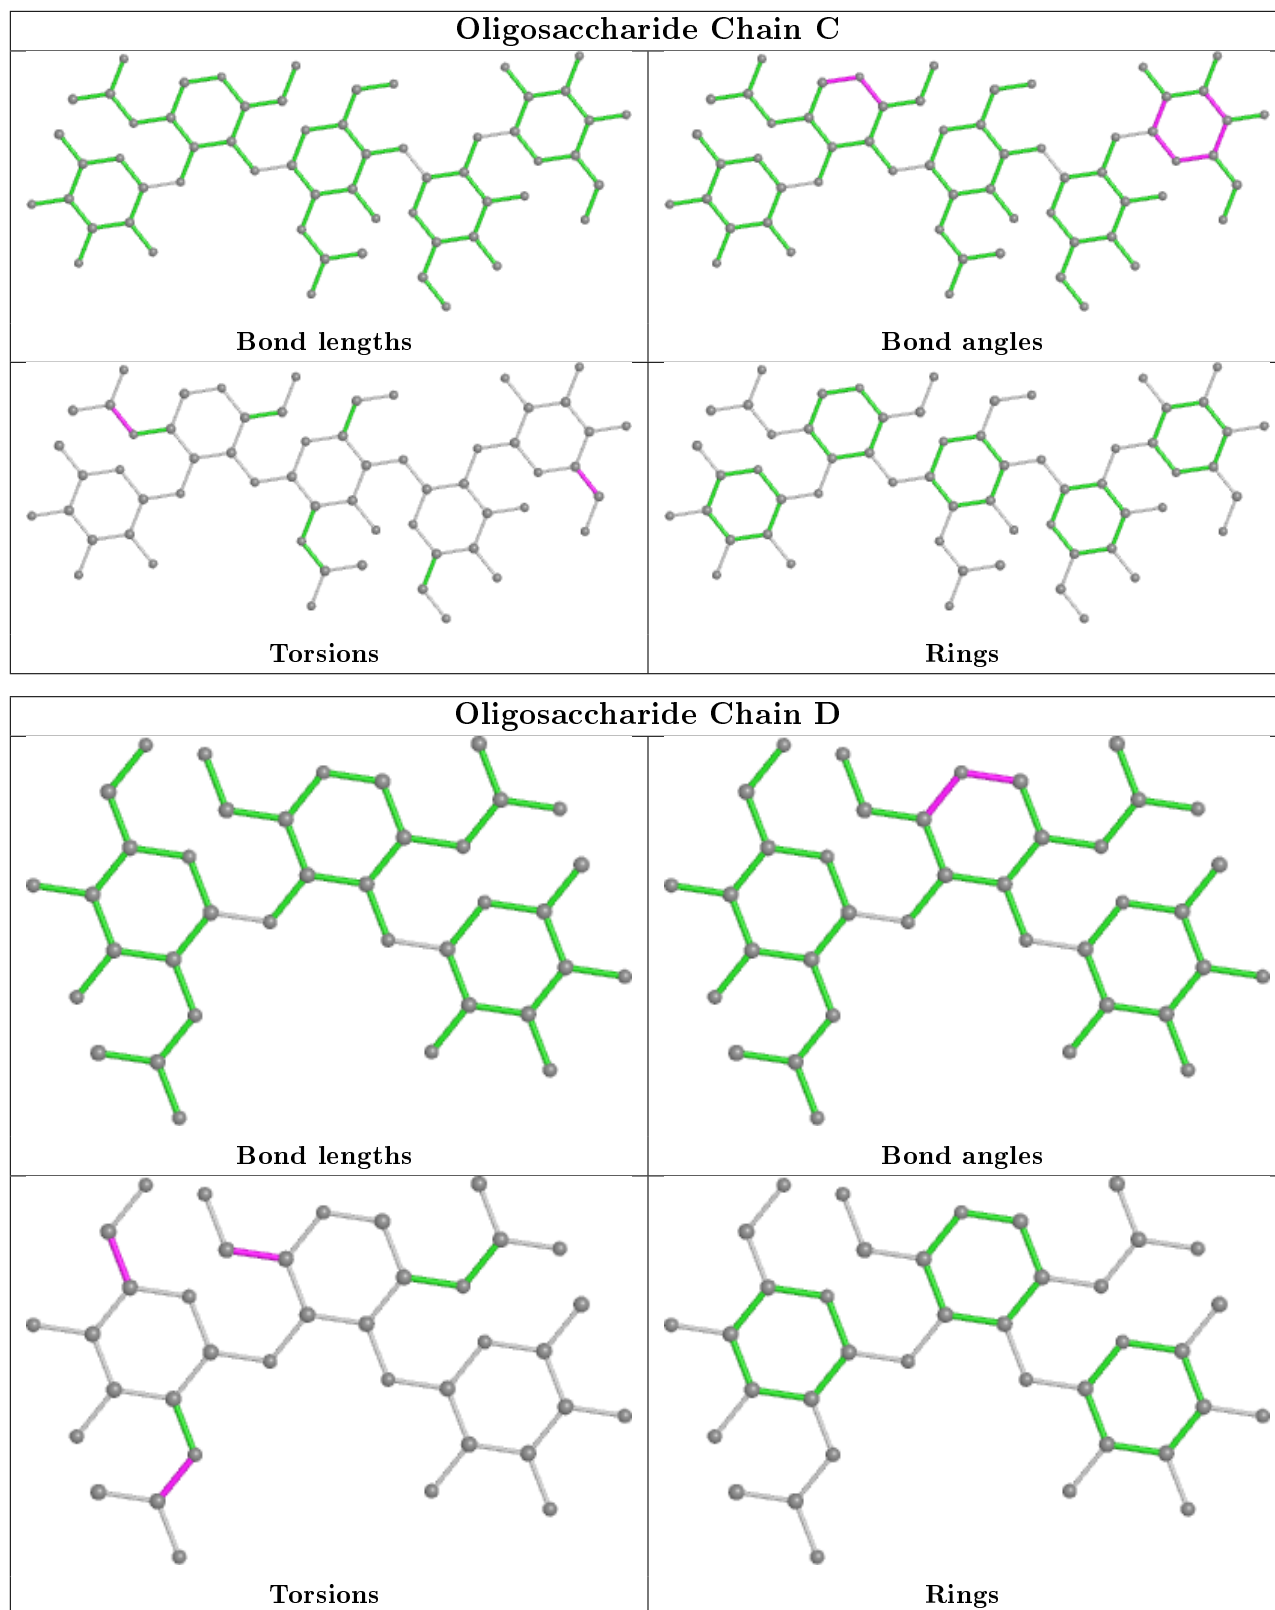 Oligosaccharide Chain C
Bond lengths
Bond angles
Torsions
Rings
Oligosaccharide Chain D
Bond lengths
Bond angles
Torsions
Rings